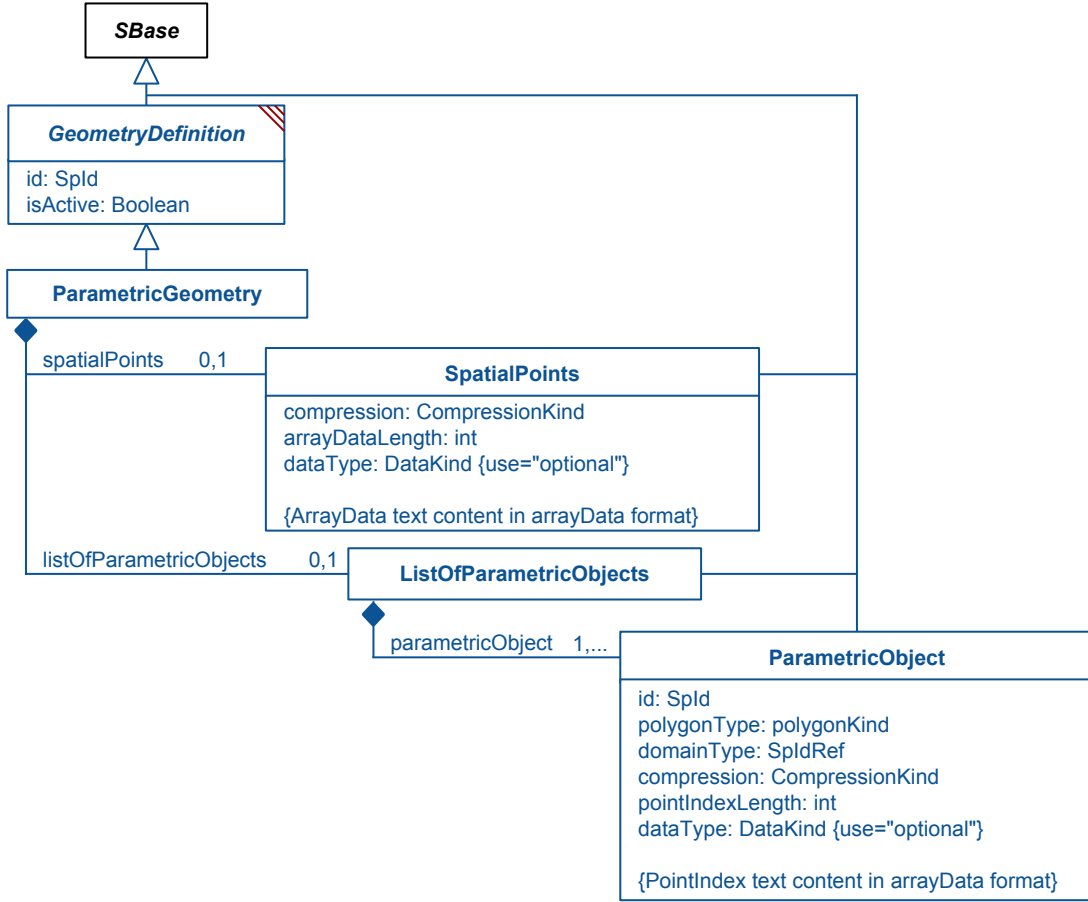 SBase
GeometryDefinition
id: SpId
isActive: Boolean
ParametricGeometry
spatialPoints 0,1
SpatialPoints
compression: CompressionKind
arrayDataLength: int
dataType: DataKind {use="optional"}
{ArrayData text content in arrayData format}
listOfParametricObjects 0,1
ListOfParametricObjects
parametricObject 1,...
ParametricObject
id: SpId
polygonType: polygonKind
domainType: SpIdRef
compression: CompressionKind
pointIndexLength: int
dataType: DataKind {use="optional"}
{PointIndex text content in arrayData format}